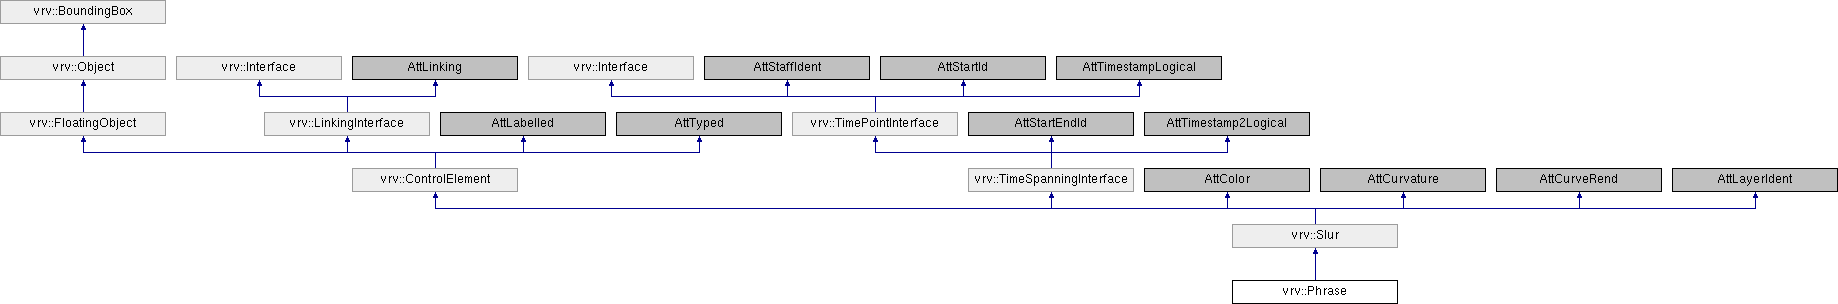 vrv::BoundingBox
vrv::Object vrv::Interface AttLinking vrv::Interface AttStaffIdent AttStartId AttTimestampLogical
vrv::FloatingObject vrv::LinkingInterface AttLabelled AttTyped vrv::TimePointInterface AttStartEndId AttTimestamp2Logical
vrv::ControlElement vrv::TimeSpanningInterface AttColor AttCurvature AttCurveRend AttLayerIdent
vrv::Slur
vrv::Phrase